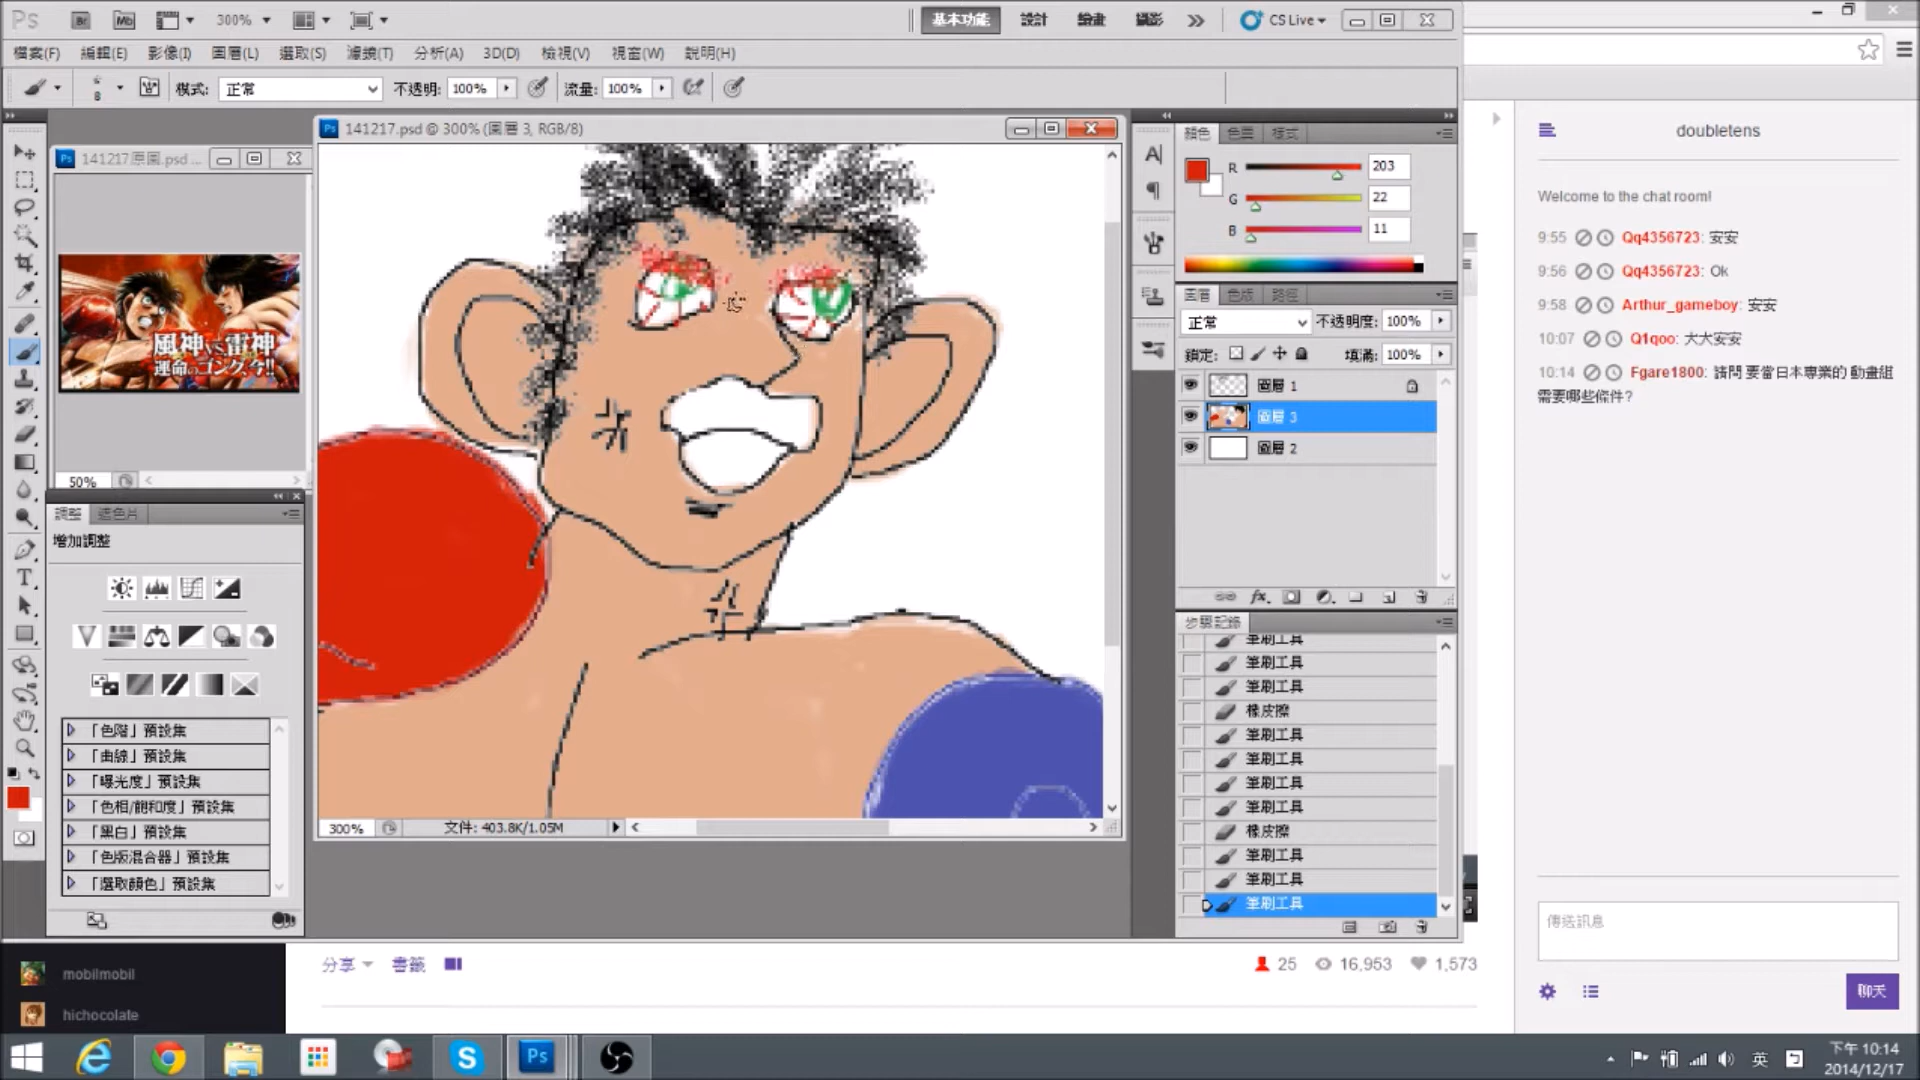 Ps Br Mb 300% 基本功能 設計 繪畫 攝影 CS Live
檔案(F) 編輯(E) 影像(I) 圖層(L) 選取(S) 濾鏡(T) 分析(A) 3D(D) 檢視(V) 視窗(W) 說明(H)
8 模式: 正常 不透明: 100% 流量: 100%
141217原圖.psd ...
風神VS雷神
運命のゴング、今!!
50%
調整 遮色片
增加調整
「色階」預設集
「曲線」預設集
「曝光度」預設集
「色相/飽和度」預設集
「黑白」預設集
「色版混合器」預設集
「選取顏色」預設集
141217.psd @ 300% (圖層 3, RGB/8)
300% 文件: 403.8K/1.05M
顏色 色票 樣式
R 203
G 22
B 11
圖層 色版 路徑
正常 不透明度: 100%
鎖定: 填滿: 100%
圖層 1
圖層 3
圖層 2
步驟記錄
筆刷工具
筆刷工具
筆刷工具
橡皮擦
筆刷工具
筆刷工具
筆刷工具
筆刷工具
橡皮擦
筆刷工具
筆刷工具
筆刷工具
doubletens
Welcome to the chat room!
9:55 Qq4356723: 安安
9:56 Qq4356723: Ok
9:58 Arthur_gameboy: 安安
10:07 Q1qoo: 大大安安
10:14 Fgare1800: 請問 要當日本專業的 動畫組
需要哪些條件?
傳送訊息
聊天
mobilmobil
hichocolate
分享 書籤 25 16,953 1,573
英
下午 10:14
2014/12/17